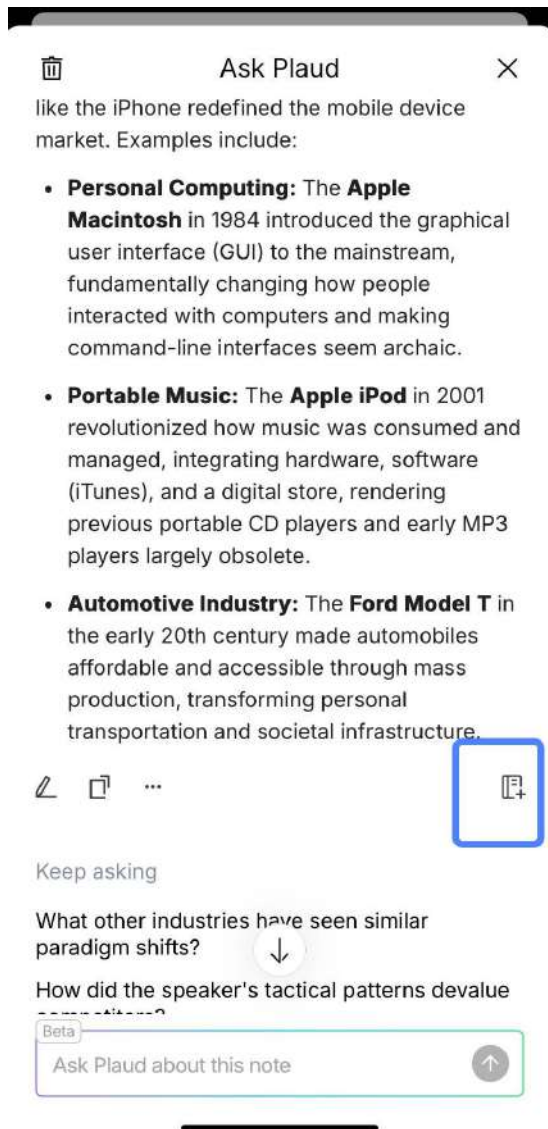 Ask Plaud
like the iPhone redefined the mobile device
market. Examples include:
• Personal Computing: The Apple
Macintosh in 1984 introduced the graphical
user interface (GUI) to the mainstream,
fundamentally changing how people
interacted with computers and making
command-line interfaces seem archaic.
• Portable Music: The Apple iPod in 2001
revolutionized how music was consumed and
managed, integrating hardware, software
(iTunes), and a digital store, rendering
previous portable CD players and early MP3
players largely obsolete.
• Automotive Industry: The Ford Model T in
the early 20th century made automobiles
affordable and accessible through mass
production, transforming personal
transportation and societal infrastructure.
Keep asking
What other industries have seen similar
paradigm shifts?
How did the speaker's tactical patterns devalue
Beta
Ask Plaud about this note